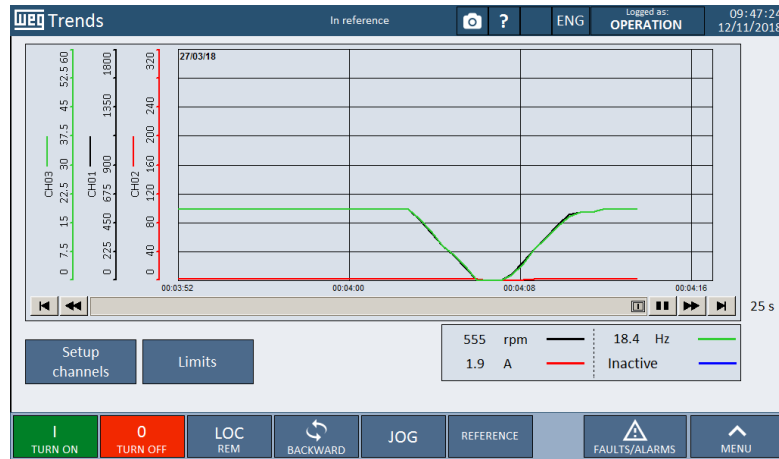 WEG Trends
In reference
?
ENG
Logged as:
OPERATION
09:47:24
12/11/2018
27/03/18
CH03
0 7.5 15 22.5 30 37.5 45 52.5 60
CH01
0 225 450 675 900 1350 1800
CH02
0 40 80 120 160 200 240 320
00:03:52 00:04:00 00:04:08 00:04:16
25 s
Setup
channels
Limits
555 rpm
18.4 Hz
1.9 A
Inactive
I
TURN ON
0
TURN OFF
LOC
REM
BACKWARD
JOG
REFERENCE
FAULTS/ALARMS
MENU